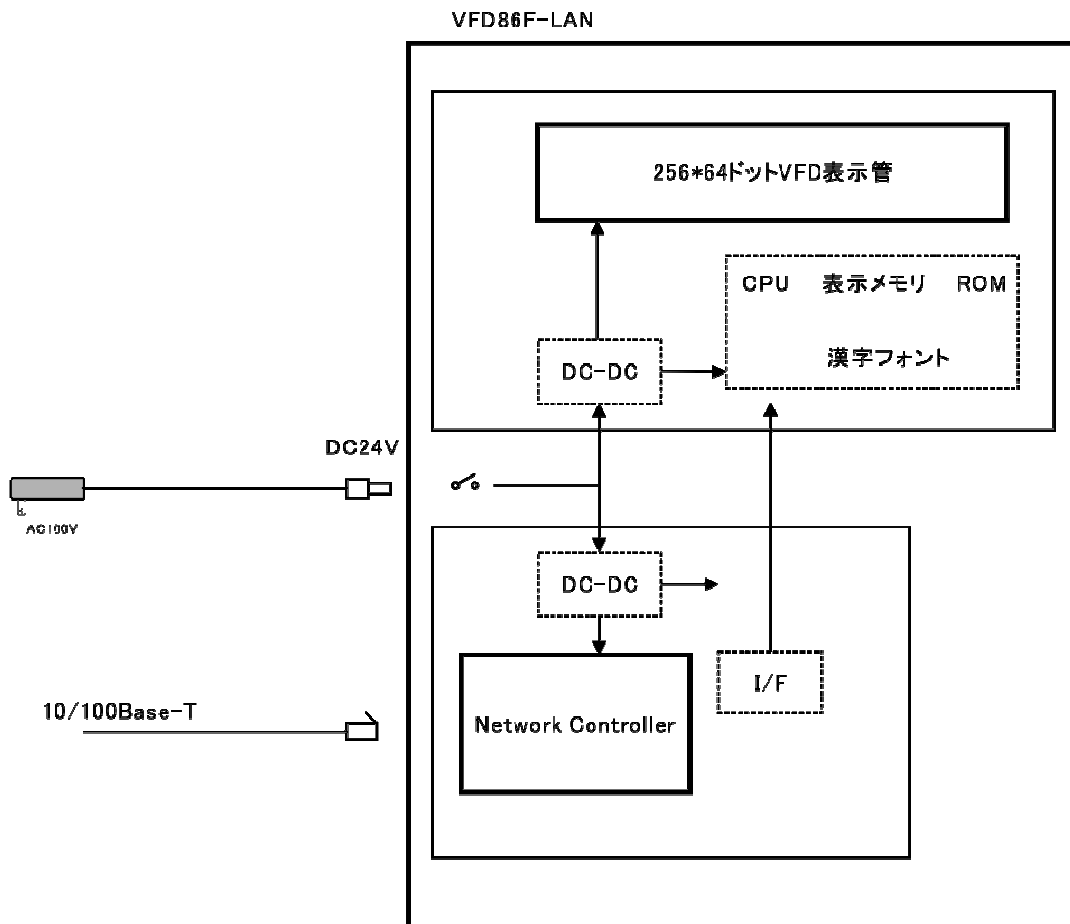 VFD86F-LAN
256*64ドットVFD表示管
CPU 表示メモリ ROM
漢字フォント
DC-DC
DC24V
AC100V
DC-DC
I/F
10/100Base-T
Network Controller